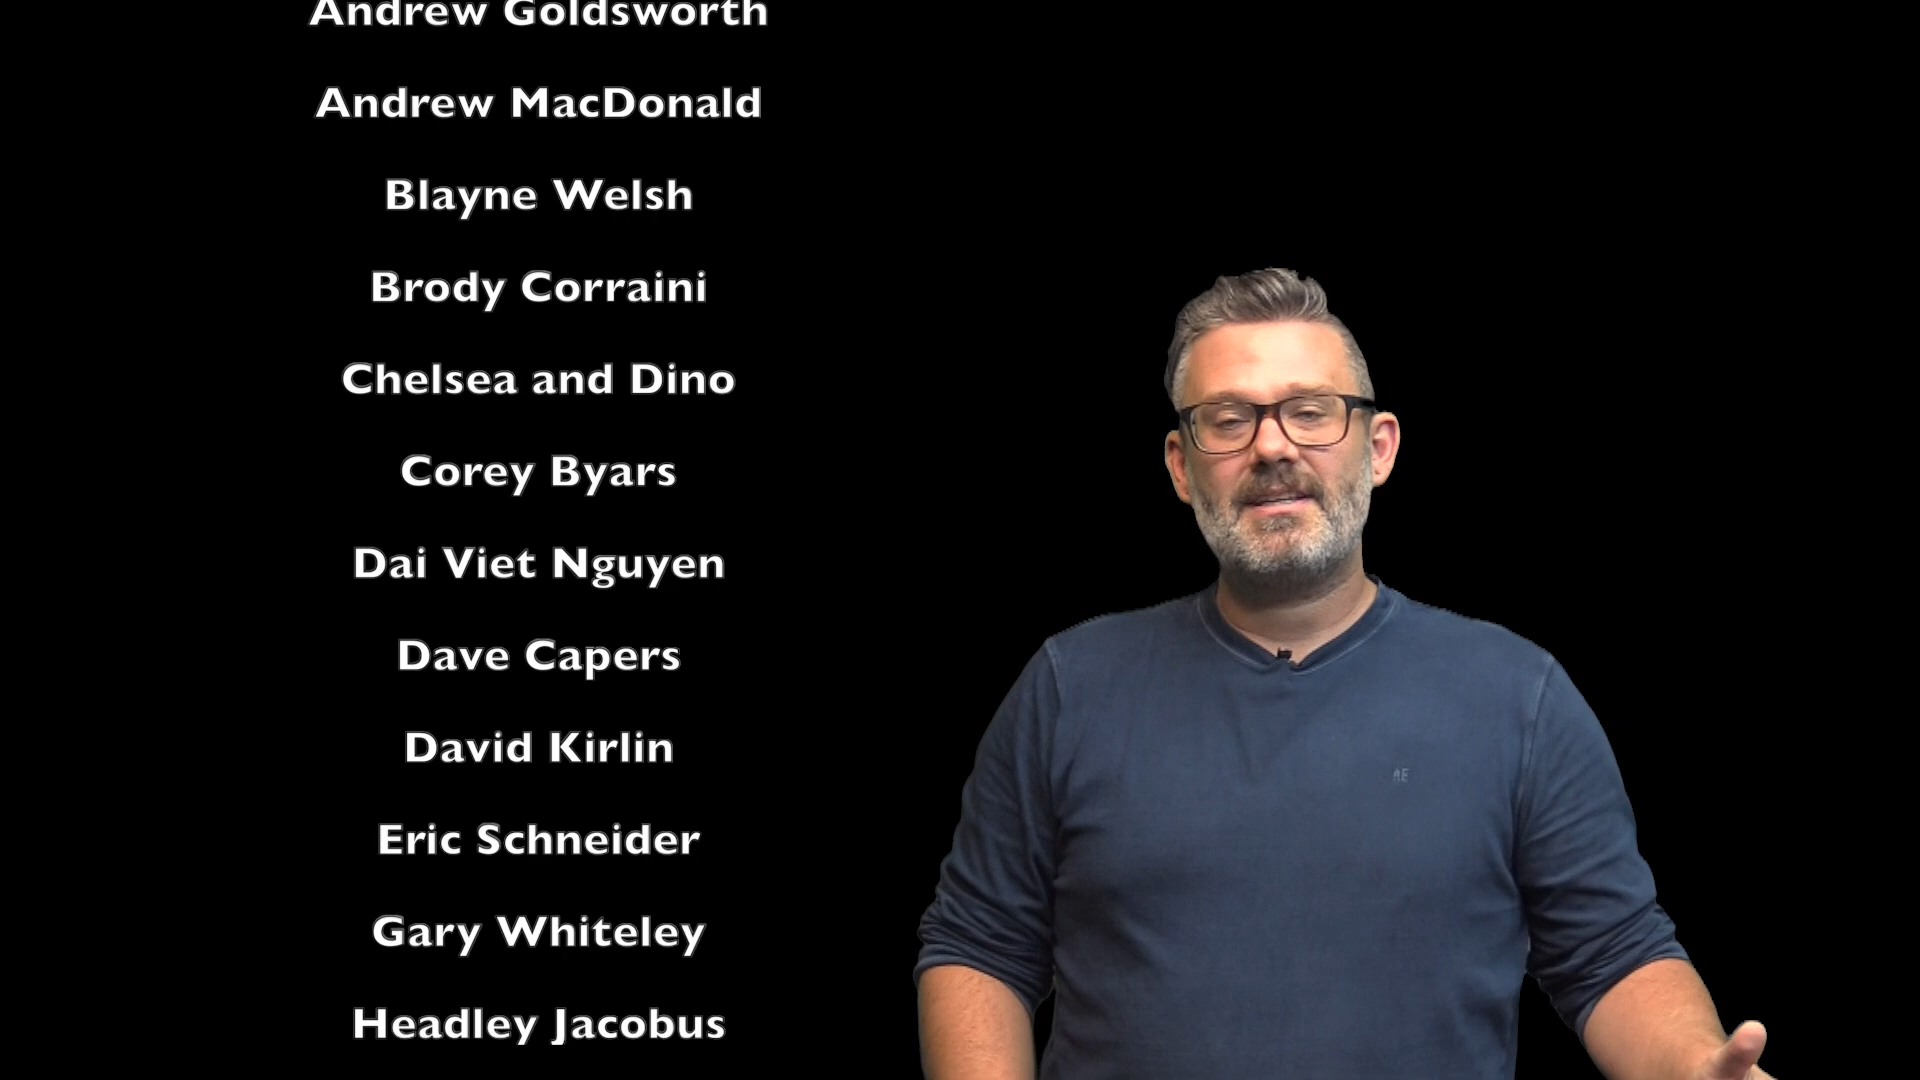 Andrew Goldsworth
Andrew MacDonald
Blayne Welsh
Brody Corraini
Chelsea and Dino
Corey Byars
Dai Viet Nguyen
Dave Capers
David Kirlin
Eric Schneider
Gary Whiteley
Headley Jacobus
AE